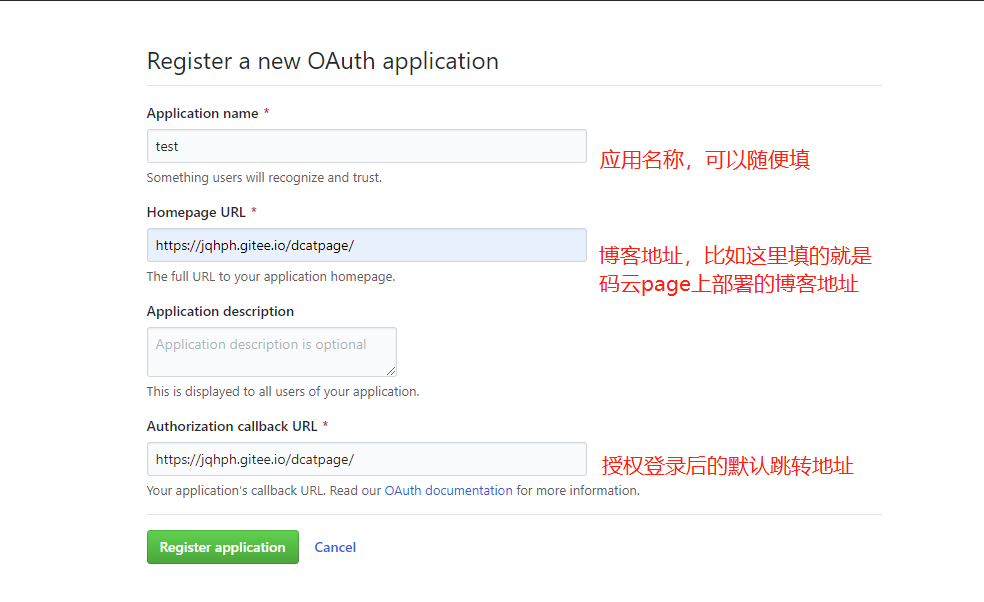 Register a new OAuth application
Application name *
test
应用名称，可以随便填
Something users will recognize and trust.
Homepage URL *
https://jqhph.gitee.io/dcatpage/
博客地址，比如这里填的就是
码云page上部署的博客地址
The full URL to your application homepage.
Application description
Application description is optional
This is displayed to all users of your application.
Authorization callback URL *
https://jqhph.gitee.io/dcatpage/
授权登录后的默认跳转地址
Your application's callback URL. Read our OAuth documentation for more information.
Register application Cancel